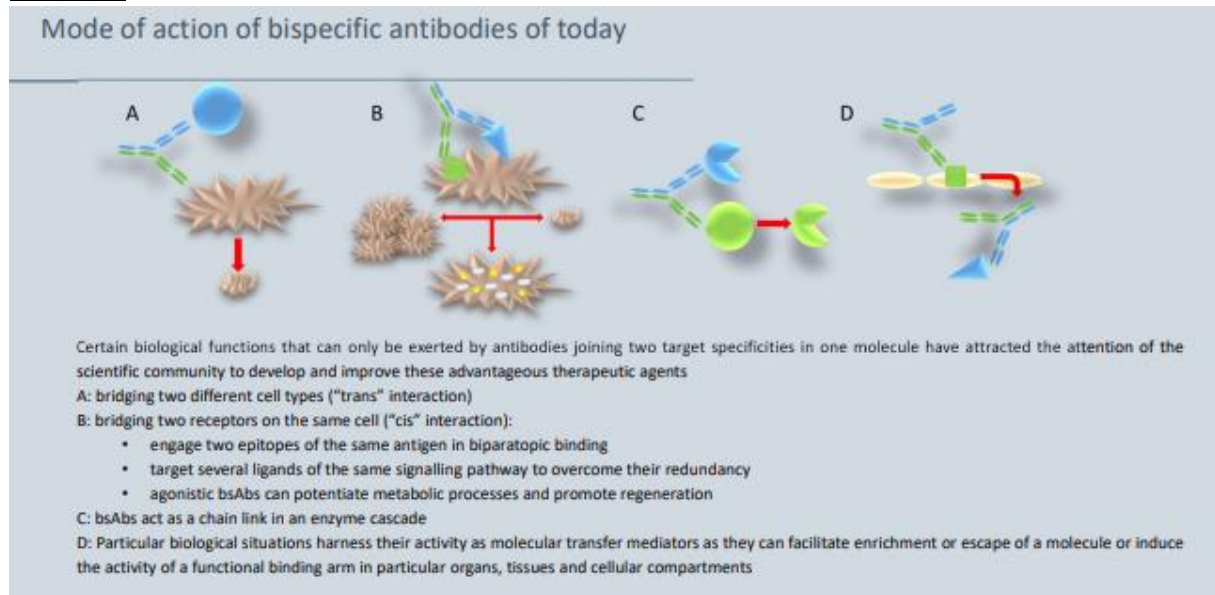 Mode of action of bispecific antibodies of today
A
B
C
D
Certain biological functions that can only be exerted by antibodies joining two target specificities in one molecule have attracted the attention of the
scientific community to develop and improve these advantageous therapeutic agents
A: bridging two different cell types (“trans” interaction)
B: bridging two receptors on the same cell (“cis” interaction):
• engage two epitopes of the same antigen in biparatopic binding
• target several ligands of the same signalling pathway to overcome their redundancy
• agonistic bsAbs can potentiate metabolic processes and promote regeneration
C: bsAbs act as a chain link in an enzyme cascade
D: Particular biological situations harness their activity as molecular transfer mediators as they can facilitate enrichment or escape of a molecule or induce
the activity of a functional binding arm in particular organs, tissues and cellular compartments